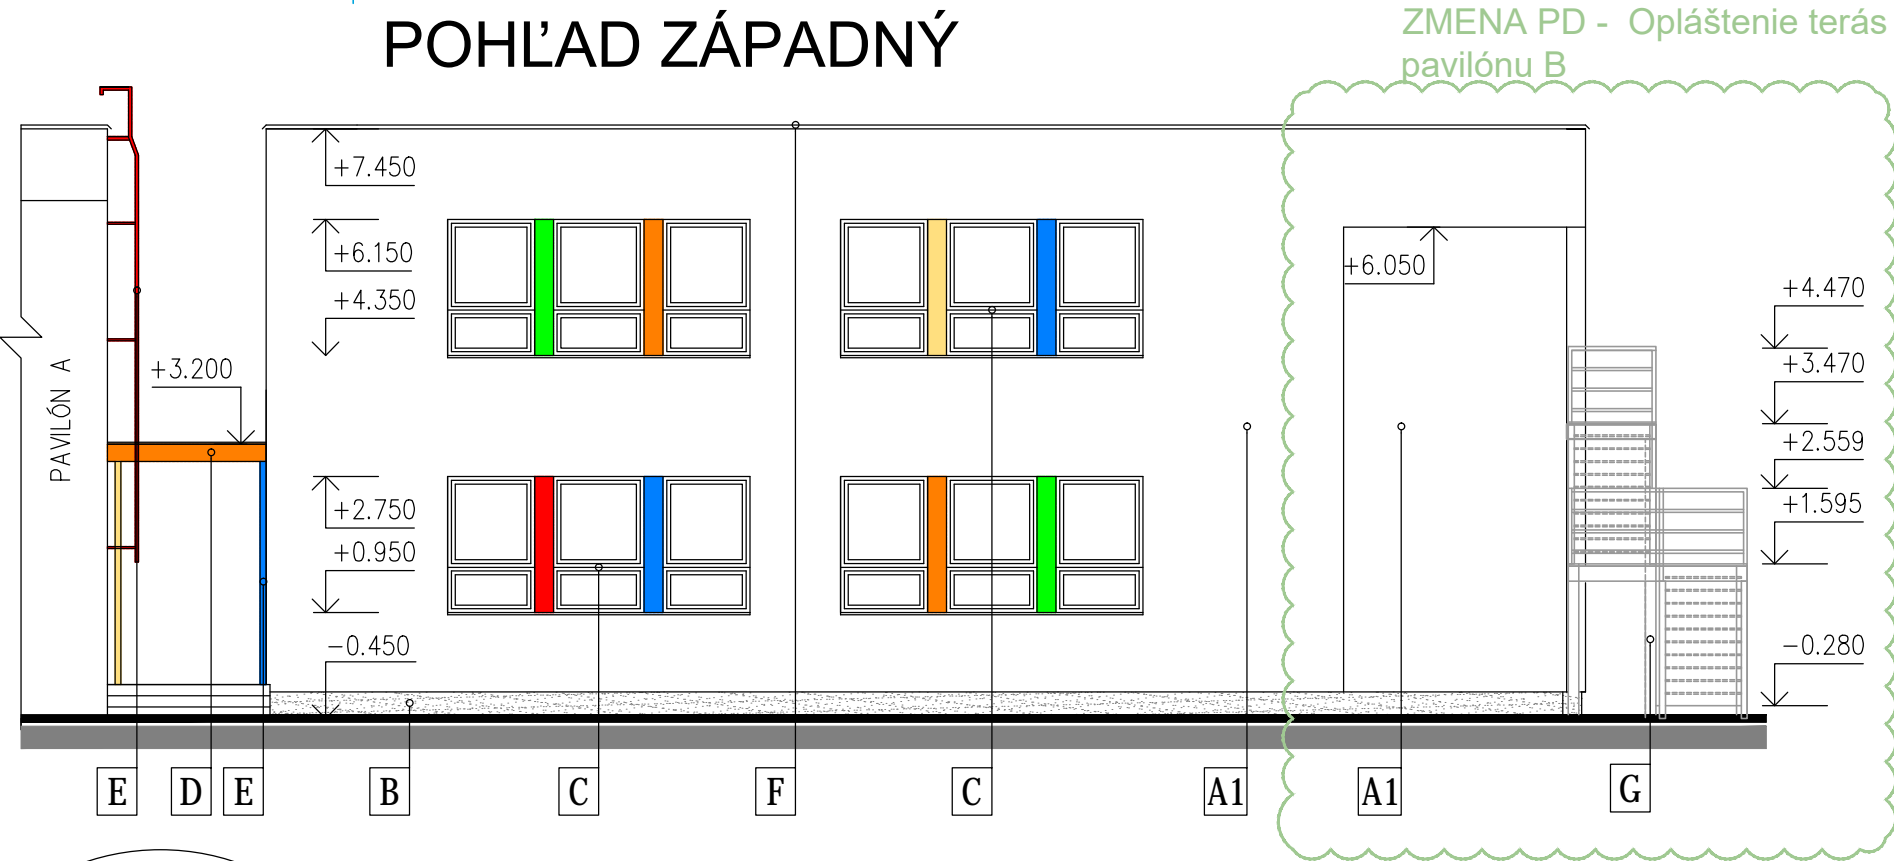 POHĽAD ZÁPADNÝ
ZMENA PD - Opláštenie terás
pavilónu B
+7.450
+6.150
+4.350
+6.050
+4.470
+3.470
+3.200
PAVILÓN A
+2.559
+2.750
+1.595
+0.950
-0.450
-0.280
E D E B C F C A1 A1 G